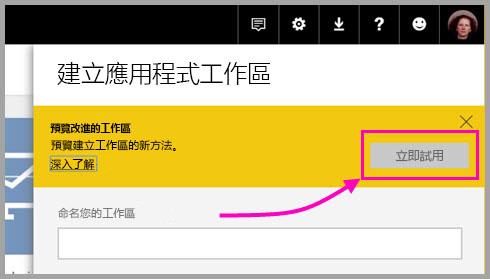 建立應用程式工作區
預覽改進的工作區
預覽建立工作區的新方法。
深入了解
立即試用
命名您的工作區